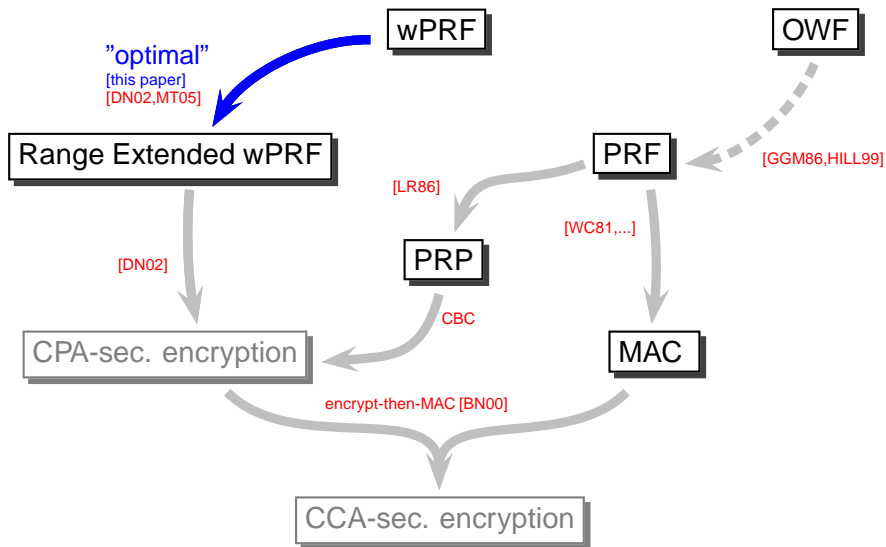 wPRF
OWF
”optimal”
[this paper]
[DN02,MT05]
Range Extended wPRF
PRF
[GGM86,HILL99]
[LR86]
[WC81,...]
PRP
[DN02]
CBC
CPA-sec. encryption
MAC
encrypt-then-MAC [BN00]
CCA-sec. encryption